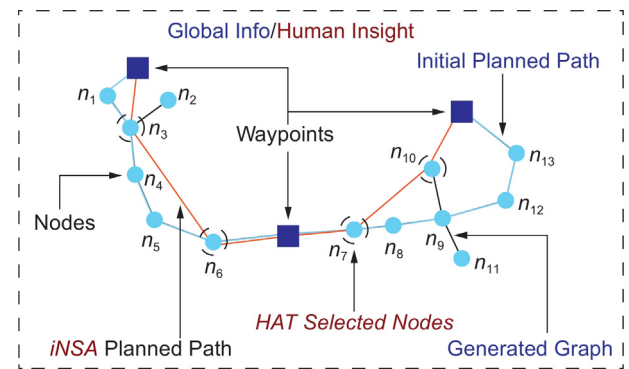 Global Info/Human Insight
Initial Planned Path
n1
n2
n3
Waypoints
n10
n13
n4
Nodes
n12
n5
n6
n7
n8
n9
n11
HAT Selected Nodes
iNSA Planned Path
Generated Graph